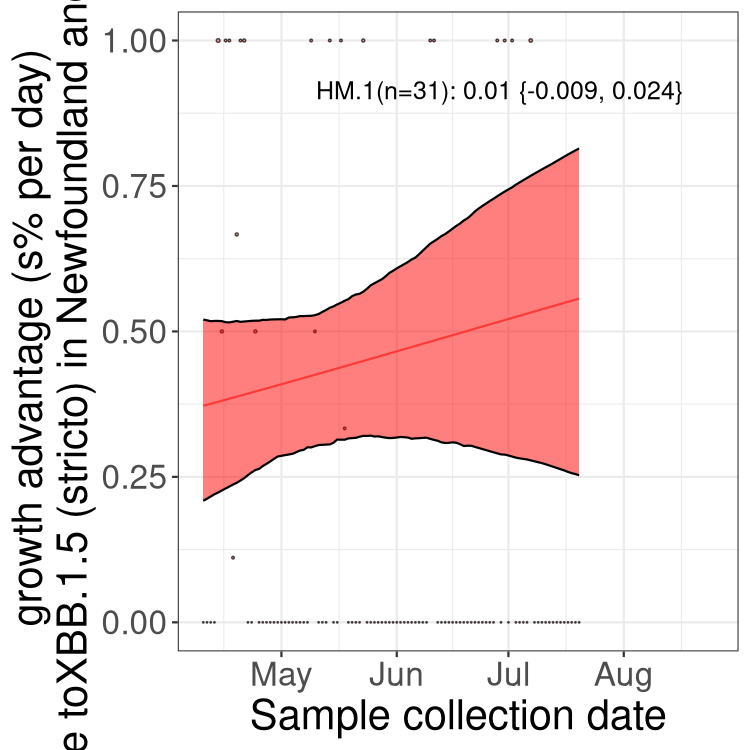 growth advantage (s% per day)
toXBB.1.5 (stricto) in Newfoundland
1.00
0.75
0.50
0.25
0.00
HM.1(n=31): 0.01 {-0.009, 0.024}
May Jun Jul Aug
Sample collection date